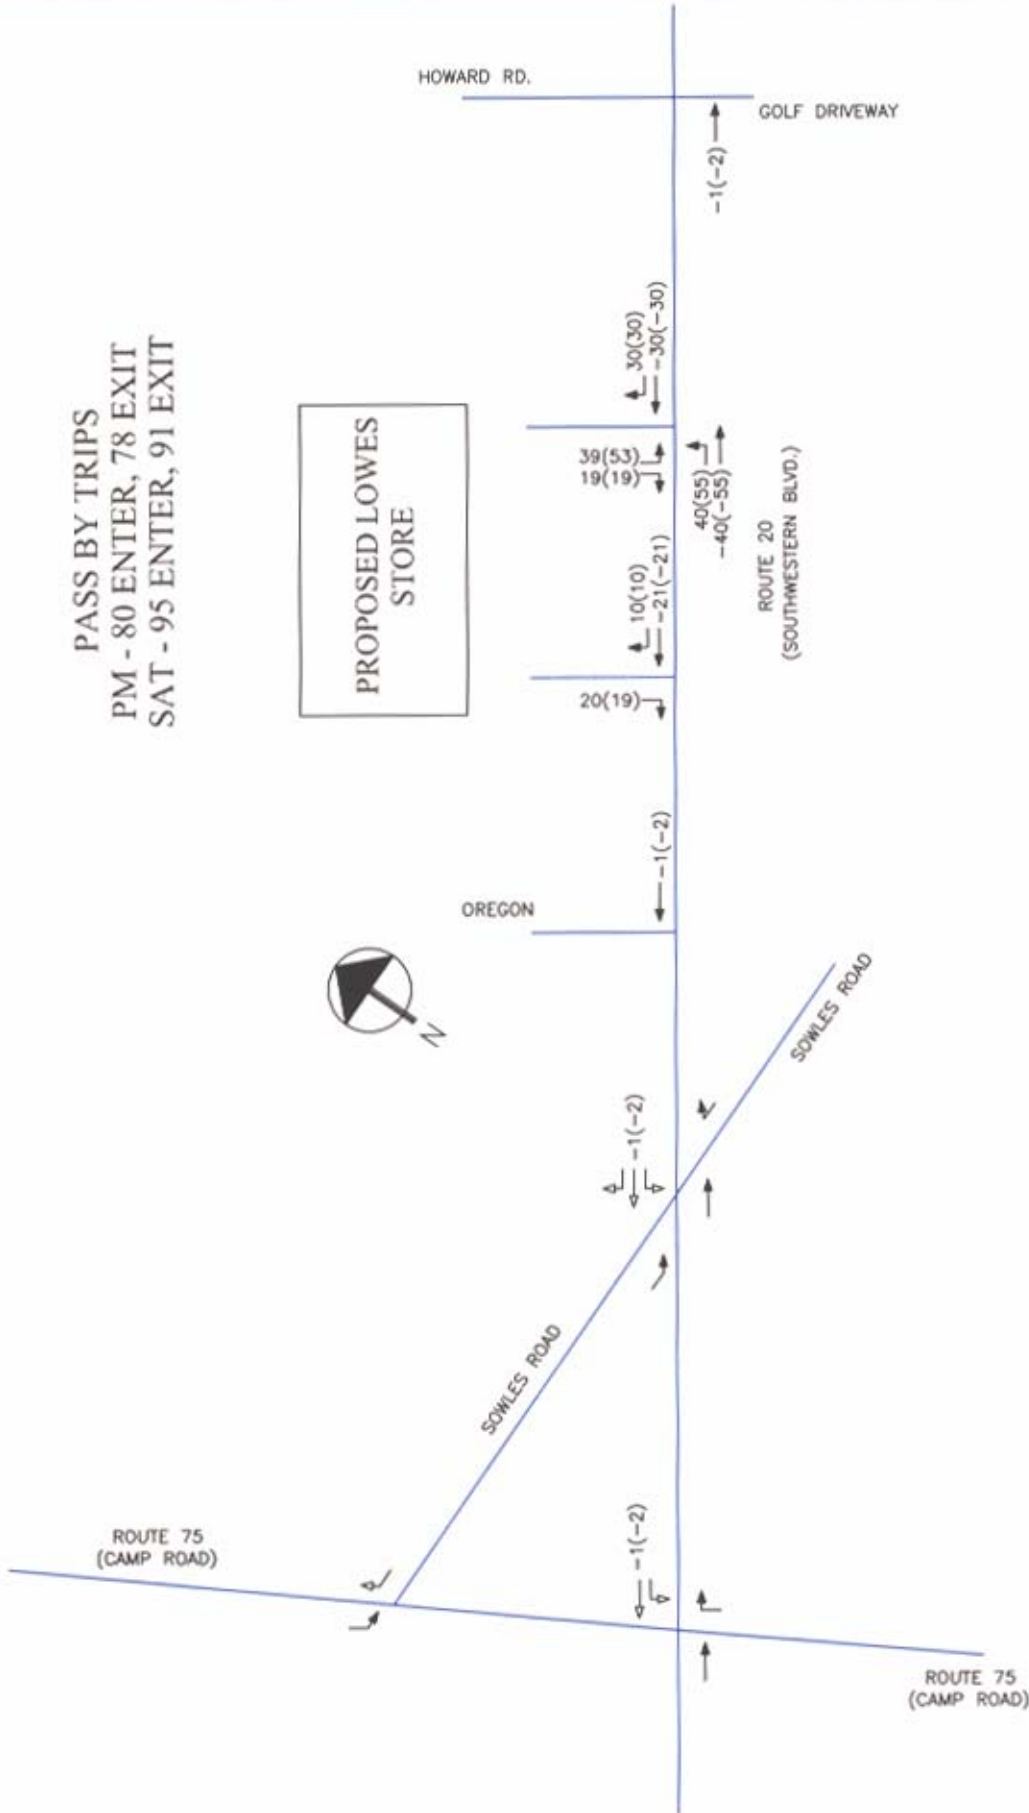 HOWARD RD.
GOLF DRIVEWAY
-1(-2)
PASS BY TRIPS
PM - 80 ENTER, 78 EXIT
SAT - 95 ENTER, 91 EXIT
30(30)
-30(-30)
PROPOSED LOWES
STORE
39(53)
19(19)
40(55)
-40(-55)
ROUTE 20
(SOUTHWESTERN BLVD.)
10(10)
-21(-21)
20(19)
-1(-2)
OREGON
N
SOWLES ROAD
-1(-2)
SOWLES ROAD
ROUTE 75
(CAMP ROAD)
-1(-2)
ROUTE 75
(CAMP ROAD)